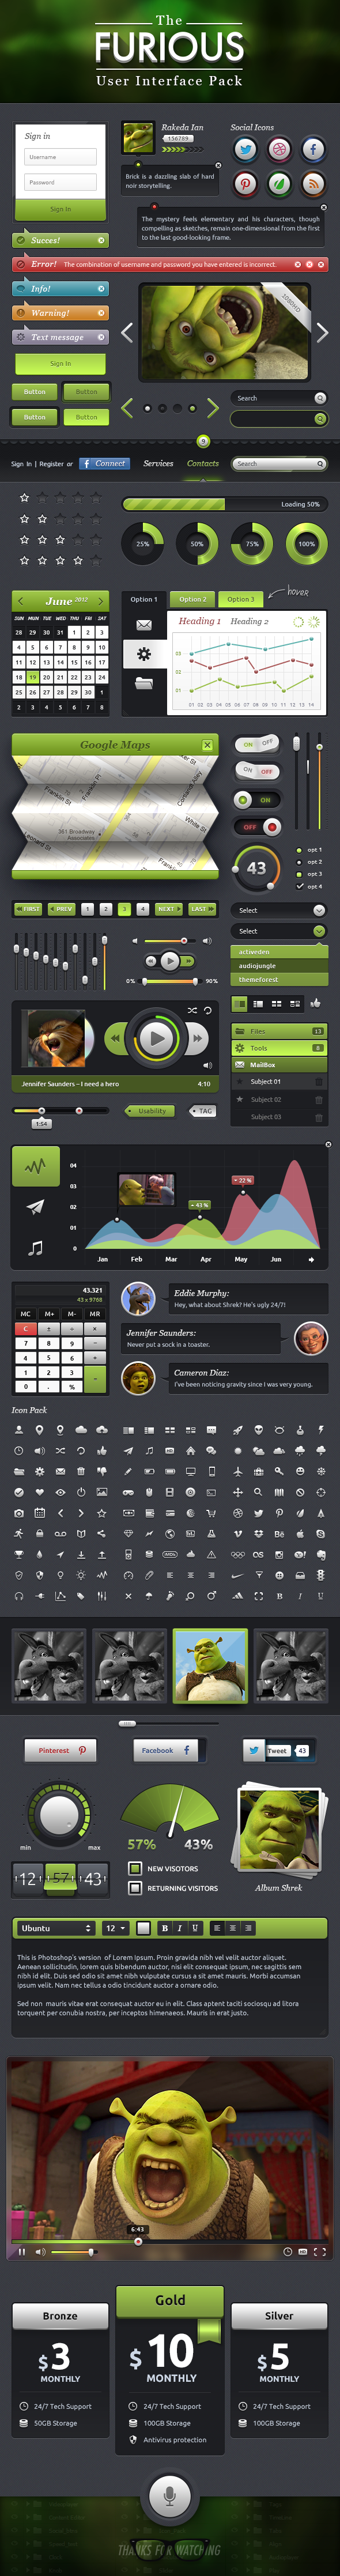 The
FURIOUS
User Interface Pack
Sign in
Username
Password
Sign In
Rakeda Ian
136789
Brick is a dazzling slab of hard
noir storytelling.
Social Icons
The mystery feels elementary and his characters, though
compelling as sketches, remain one-dimensional from the first
to the last good-looking frame.
Succes!
Error! The combination of username and password you have entered is incorrect.
Info!
Warning!
Text message
Sign In
Button Button
Button Button
Search
9
Sign In | Register or
Connect
Services
Contacts
Search
Loading 50%
25% 50% 75% 100%
June 2012
SUN MON TUE WED THU FRI SAT
28 29 30 31 1 2 3
4 5 6 7 8 9 10
11 12 13 14 15 16 17
18 19 20 21 22 23 24
25 26 27 28 29 30 1
2 3 4 5 6 7 8
Option 1 Option 2 Option 3
hover
Heading 1 Heading 2
03
02
01
01 02 03 04 05 06 07 08 09 10 11 12 13 14
Google Maps
Franklin St
Franklin St
White St
Leonard St
361 Broadway
Associates
ON OFF
ON OFF
ON
OFF
43
opt 1
opt 2
opt 3
opt 4
FIRST PREV 1 2 3 4 NEXT LAST
Select
Select
activeden
audiojungle
themeforest
0% 90%
Jennifer Saunders – I need a hero 4:10
Files 13
Tools 8
MailBox
Subject 01
Subject 02
Subject 03
1:54
Usability
TAG
04
03
02
01
0
Jan Feb Mar Apr May Jun
43 %
22 %
43.321
43 x 9788
MC M+ M- MR
C ± ÷ ×
7 8 9 −
4 5 6 +
1 2 3 =
0 . %
Eddie Murphy:
Hey, what about Shrek? He's ugly 24/7!
Jennifer Saunders:
Never put a sock in a toaster.
Cameron Diaz:
I've been noticing gravity since I was very young.
Icon Pack
Pinterest
Facebook
Tweet 43
min max
57% 43%
NEW VISOTORS
RETURNING VISITORS
12 57 43
Album Shrek
Ubuntu 12 B I U
This is Photoshop's version of Lorem Ipsum. Proin gravida nibh vel velit auctor aliquet.
Aenean sollicitudin, lorem quis bibendum auctor, nisi elit consequat ipsum, nec sagittis sem
nibh id elit. Duis sed odio sit amet nibh vulputate cursus a sit amet mauris. Morbi accumsan
ipsum velit. Nam nec tellus a odio tincidunt auctor a ornare odio.
Sed non mauris vitae erat consequat auctor eu in elit. Class aptent taciti sociosqu ad litora
torquent per conubia nostra, per inceptos himenaeos. Mauris in erat justo.
6:43
HD
Bronze
$3
MONTHLY
24/7 Tech Support
50GB Storage
Gold
$10
MONTHLY
24/7 Tech Support
100GB Storage
Antivirus protection
Silver
$5
MONTHLY
24/7 Tech Support
100GB Storage
THANKS FOR WATCHING